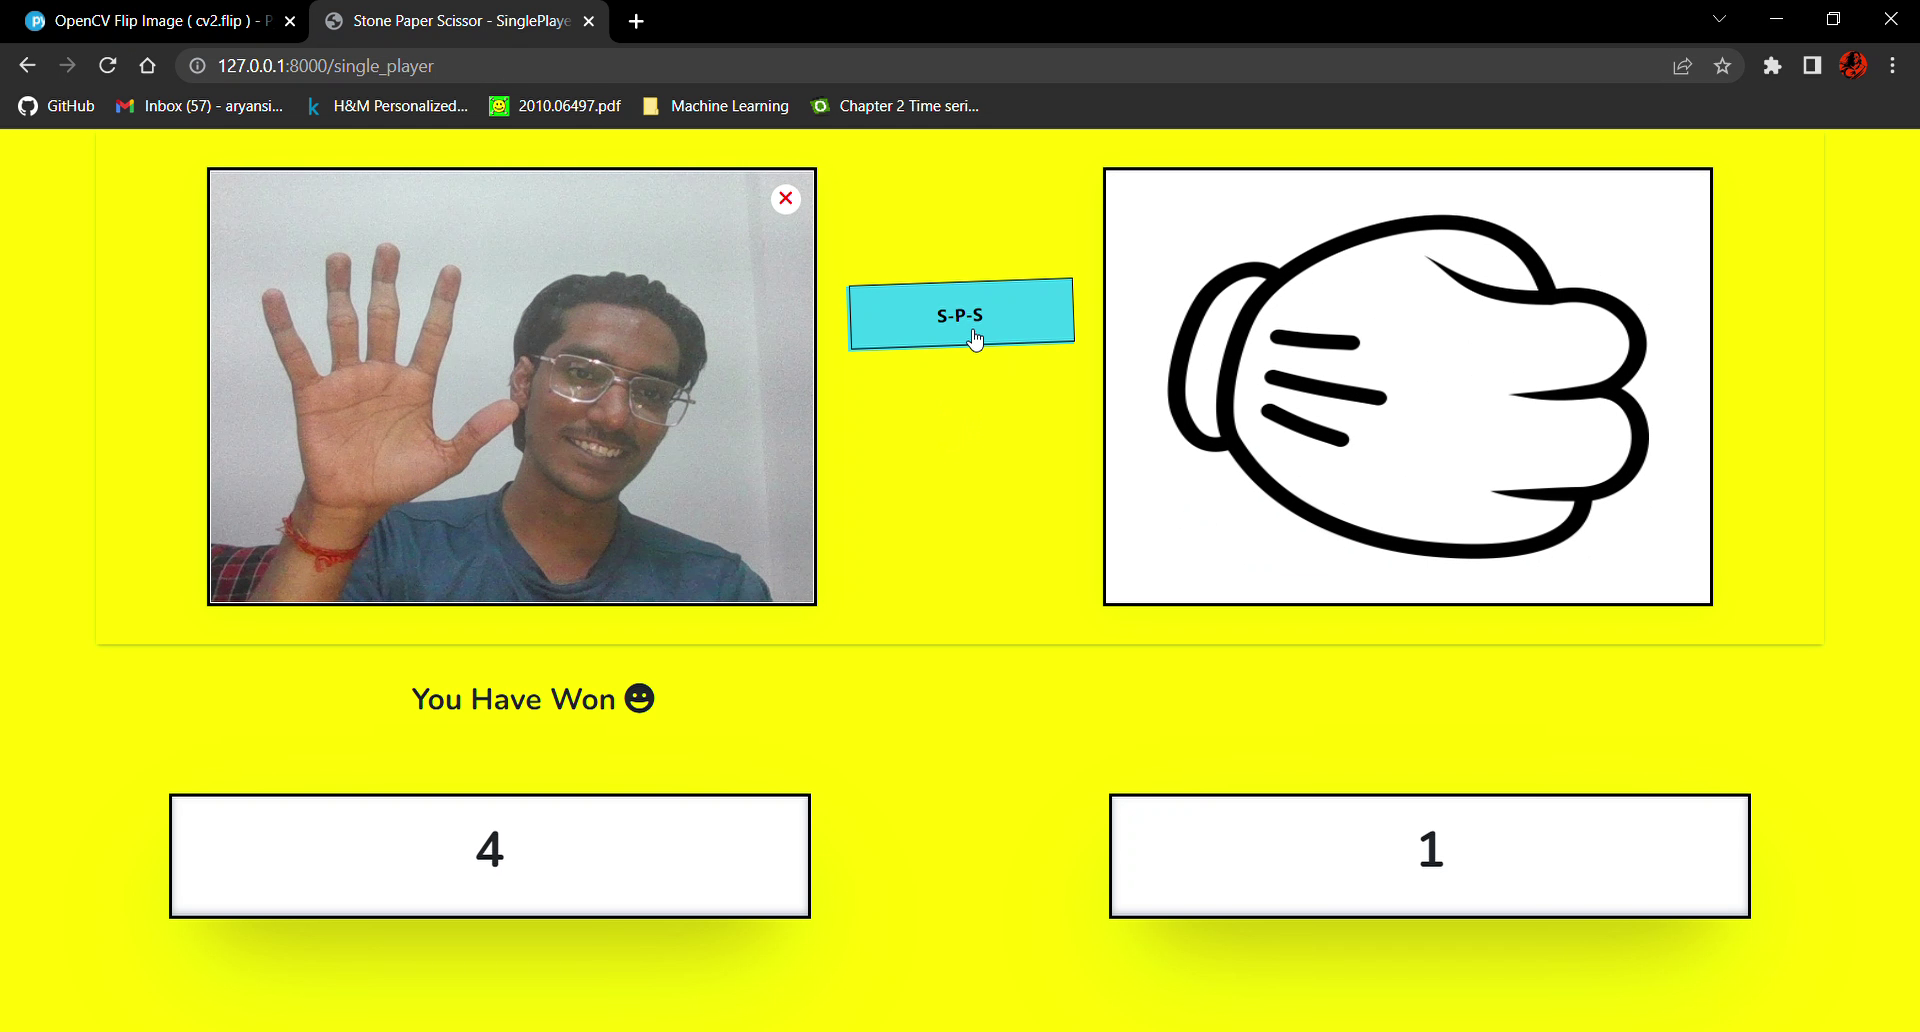 OpenCV Flip Image ( cv2.flip ) - P
Stone Paper Scissor - SinglePlaye
127.0.0.1:8000/single_player
GitHub
Inbox (57) - aryansi...
H&M Personalized...
2010.06497.pdf
Machine Learning
Chapter 2 Time seri...
S-P-S
You Have Won
4
1